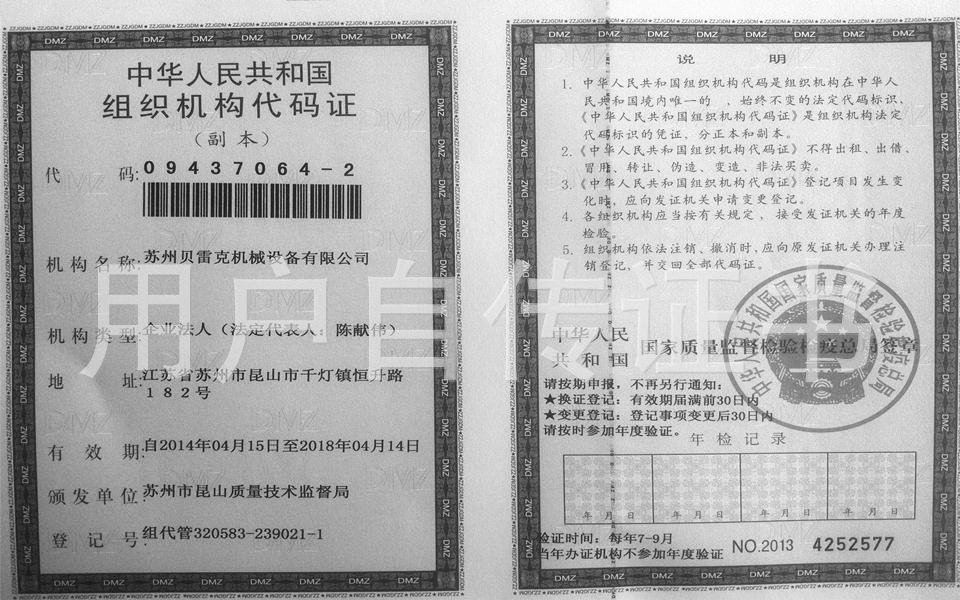 中华人民共和国
组织机构代码证
（副本）
代 码:09437064-2
机构名称:苏州贝雷克机械设备有限公司
机构类型:企业法人（法定代表人：陈献伟）
地 址:江苏省苏州市昆山市千灯镇恒升路
182号
有 效 期:自2014年04月15日至2018年04月14日
颁发单位:苏州市昆山质量技术监督局
登 记 号:组代管320583-239021-1
说 明
1. 中华人民共和国组织机构代码是组织机构在中华人
民共和国境内唯一的 、始终不变的法定代码标识、
《中华人民共和国组织机构代码证》是组织机构法定
代码标识的凭证，分正本和副本。
2.《中华人民共和国组织机构代码证》不得出租、出借、
冒用、转让、伪造、变造、非法买卖。
3.《中华人民共和国组织机构代码证》登记项目发生变
化时，应向发证机关申请变更登记。
4. 各组织机构应当按有关规定，接受发证机关的年度
检验。
5. 组织机构依法注销、撤消时，应向原发证机关办理注
销登记，并交回全部代码证。
中华人民
共和国 国家质量监督检验检疫总局签章
中华人民共和国国家质量监督检验检疫总局
请按期申报，不再另行通知：
★换证登记：有效期届满前30日内
★变更登记：登记事项变更后30日内
请按时参加年度验证。
年检记录
年 月 日 年 月 日 年 月 日 年 月 日
验证时间：每年7-9月
当年办证机构不参加年度验证
NO.2013 4252577
用户自传证书